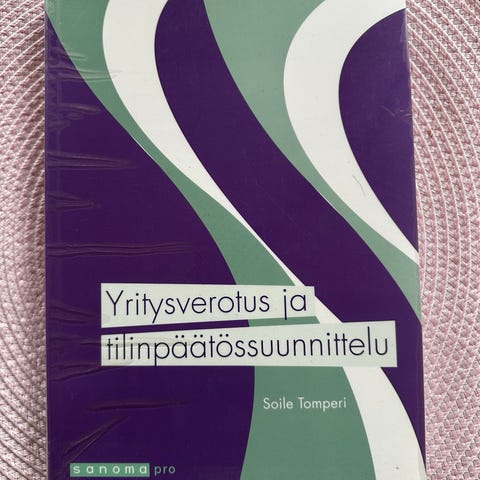 Yritysverotus ja
tilinpäätössuunnittelu
Soile Tomperi
sanoma pro